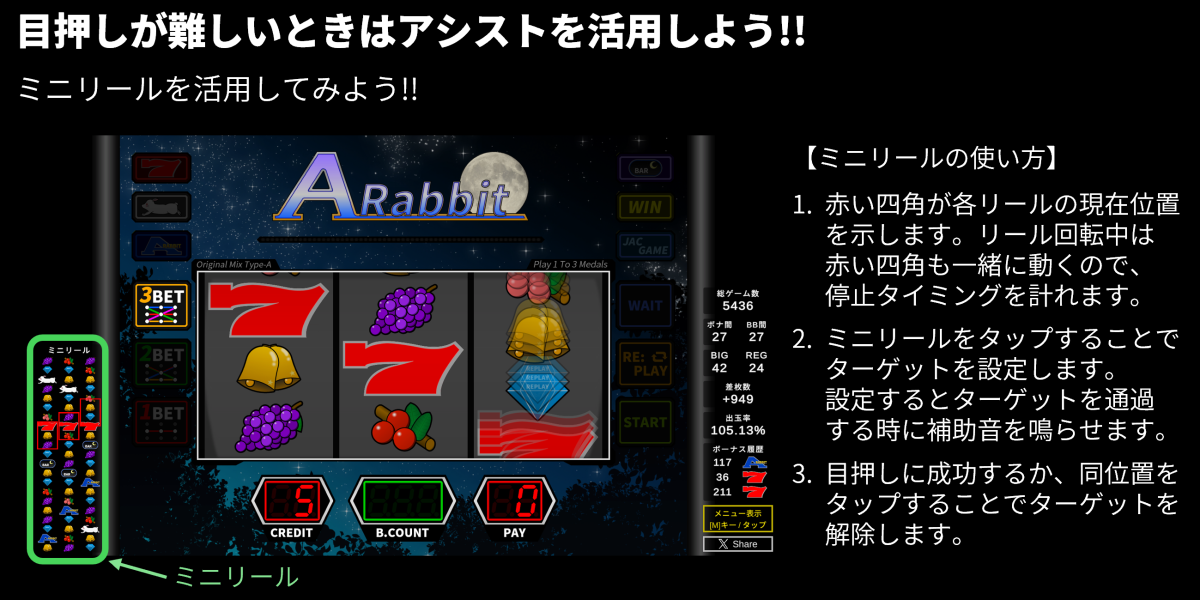 目押しが難しいときはアシストを活用しよう!!
ミニリールを活用してみよう!!
ミニリール
A Rabbit
Original Mix Type-A
Play 1 To 3 Medals
3BET
2BET
1BET
BAR
WIN
JAC
GAME
WAIT
RE:
PLAY
START
REPLAY
REPLAY
5
0
CREDIT
B.COUNT
PAY
総ゲーム数
5436
ボナ間 BB間
27 27
BIG REG
42 24
差枚数
+949
出玉率
105.13%
ボーナス履歴
117
36
211
メニュー表示
[M]キー / タップ
X Share
ミニリール
【ミニリールの使い方】
1. 赤い四角が各リールの現在位置
を示します。リール回転中は
赤い四角も一緒に動くので、
停止タイミングを計れます。
2. ミニリールをタップすることで
ターゲットを設定します。
設定するとターゲットを通過
する時に補助音を鳴らせます。
3. 目押しに成功するか、同位置を
タップすることでターゲットを
解除します。